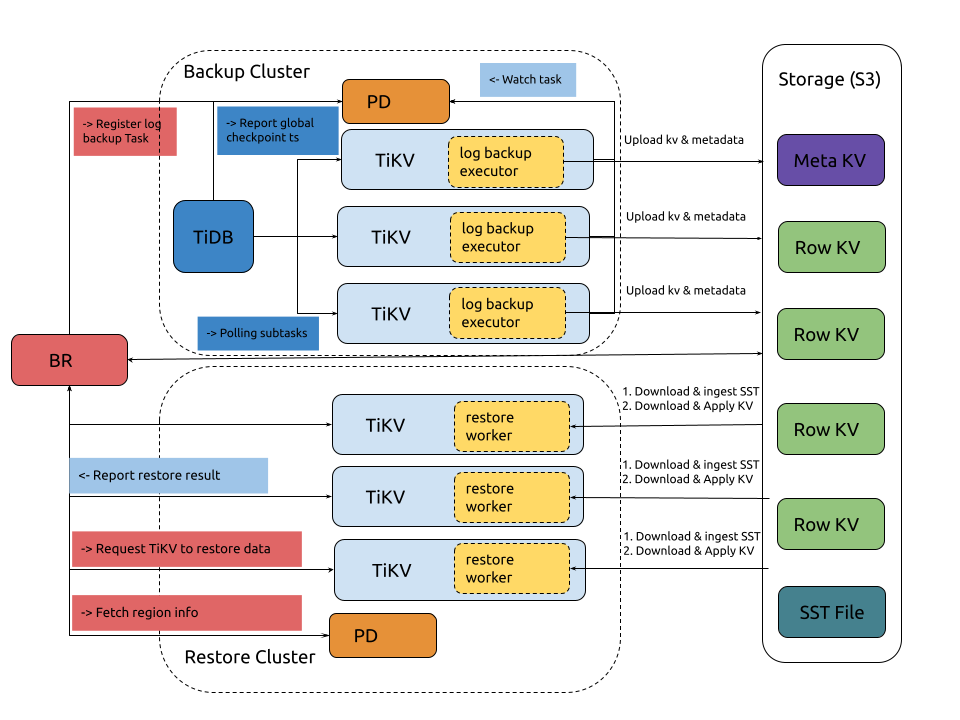 Backup Cluster
<- Watch task
Storage (S3)
PD
-> Register log
backup Task
-> Report global
checkpoint ts
TiKV
log backup
executor
Upload kv & metadata
Meta KV
TiDB
TiKV
log backup
executor
Upload kv & metadata
Row KV
TiKV
log backup
executor
Upload kv & metadata
-> Polling subtasks
Row KV
BR
TiKV
restore
worker
1. Download & ingest SST
2. Download & Apply KV
Row KV
<- Report restore result
TiKV
restore
worker
1. Download & ingest SST
2. Download & Apply KV
Row KV
-> Request TiKV to restore data
TiKV
restore
worker
1. Download & ingest SST
2. Download & Apply KV
-> Fetch region info
SST File
PD
Restore Cluster